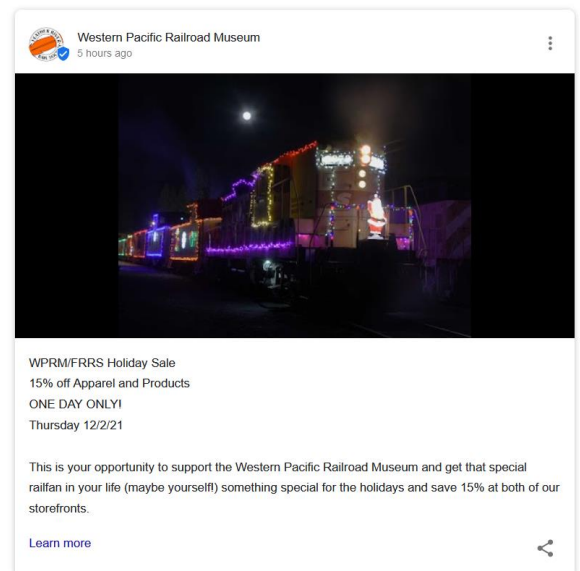 Western Pacific Railroad Museum
5 hours ago
WPRM/FRRS Holiday Sale
15% off Apparel and Products
ONE DAY ONLY!
Thursday 12/2/21
This is your opportunity to support the Western Pacific Railroad Museum and get that special
railfan in your life (maybe yourself!) something special for the holidays and save 15% at both of our
storefronts.
Learn more